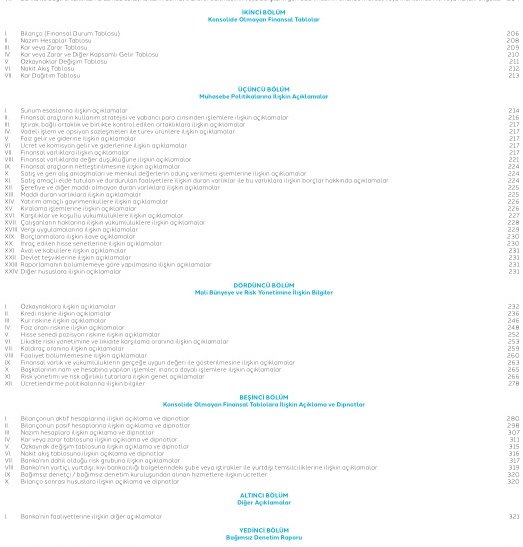 İKİNCİ BÖLÜM
Konsolide Olmayan Finansal Tablolar
I Bilanço (Finansal Durum Tablosu) 206
II Nazım Hesaplar Tablosu 208
III Kar veya Zarar Tablosu 209
IV Kar veya Zarar ve Diğer Kapsamlı Gelir Tablosu 210
V Özkaynaklar Değişim Tablosu 211
VI Nakit Akış Tablosu 212
VII Kar Dağıtım Tablosu 213
ÜÇÜNCÜ BÖLÜM
Muhasebe Politikalarına İlişkin Açıklamalar
I Sunum esaslarına ilişkin açıklamalar 214
II Finansal araçların kullanım stratejisi ve yabancı para cinsinden işlemlere ilişkin açıklamalar 216
III İştirak, bağlı ortaklık ve birlikte kontrol edilen ortaklıklara ilişkin açıklamalar 217
IV Vadeli işlem ve opsiyon sözleşmeleri ile türev ürünlere ilişkin açıklamalar 217
V Faiz gelir ve giderine ilişkin açıklamalar 217
VI Ücret ve komisyon gelir ve giderlerine ilişkin açıklamalar 217
VII Finansal varlıklara ilişkin açıklamalar 217
VIII Finansal varlıklarda değer düşüklüğüne ilişkin açıklamalar 221
IX Finansal araçların netleştirilmesine ilişkin açıklamalar 224
X Satış ve geri alış anlaşmaları ve menkul değerlerin ödünç verilmesi işlemlerine ilişkin açıklamalar 224
XI Satış amaçlı elde tutulan ve durdurulan faaliyetlere ilişkin duran varlıklar ile bu varlıklara ilişkin borçlar hakkında açıklamalar 224
XII Şerefiye ve diğer maddi olmayan duran varlıklara ilişkin açıklamalar 225
XIII Maddi duran varlıklara ilişkin açıklamalar 225
XIV Yatırım amaçlı gayrimenkullere ilişkin açıklamalar 226
XV Kiralama işlemlerine ilişkin açıklamalar 226
XVI Karşılıklar ve koşullu yükümlülüklere ilişkin açıklamalar 227
XVII Çalışanların haklarına ilişkin yükümlülüklere ilişkin açıklamalar 228
XVIII Vergi uygulamalarına ilişkin açıklamalar 229
XIX Borçlanmalara ilişkin ilave açıklamalar 230
XX İhraç edilen hisse senetlerine ilişkin açıklamalar 230
XXI Aval ve kabullere ilişkin açıklamalar 231
XXII Devlet teşviklerine ilişkin açıklamalar 231
XXIII Raporlamanın bölümlemeye göre yapılmasına ilişkin açıklamalar 231
XXIV Diğer hususlara ilişkin açıklamalar 231
DÖRDÜNCÜ BÖLÜM
Mali Bünyeye ve Risk Yönetimine İlişkin Bilgiler
I Özkaynaklara ilişkin açıklamalar 232
II Kredi riskine ilişkin açıklamalar 236
III Kur riskine ilişkin açıklamalar 246
IV Faiz oranı riskine ilişkin açıklamalar 248
V Hisse senedi pozisyon riskine ilişkin açıklamalar 252
VI Likidite riski yönetimine ve likidite karşılama oranına ilişkin açıklamalar 253
VII Kaldıraç oranına ilişkin açıklamalar 259
VIII Faaliyet bölümlemesine ilişkin açıklamalar 260
IX Finansal varlık ve yükümlülüklerin gerçeğe uygun değeri ile gösterilmesine ilişkin açıklamalar 263
X Başkalarının nam ve hesabına yapılan işlemler, inanca dayalı işlemlere ilişkin açıklamalar 265
XI Risk yönetimi ve risk ağırlıklı tutarlara ilişkin genel açıklamalar 266
XII Ücretlendirme politikalarına ilişkin bilgiler 278
BEŞİNCİ BÖLÜM
Konsolide Olmayan Finansal Tablolara İlişkin Açıklama ve Dipnotlar
I Bilançonun aktif hesaplarına ilişkin açıklama ve dipnotlar 280
II Bilançonun pasif hesaplarına ilişkin açıklama ve dipnotlar 298
III Nazım hesaplara ilişkin açıklama ve dipnotlar 307
IV Kar veya zarar tablosuna ilişkin açıklama ve dipnotlar 311
V Özkaynak değişim tablosuna ilişkin açıklama ve dipnotlar 315
VI Nakit akış tablosuna ilişkin açıklama ve dipnotlar 316
VII Banka'nın dahil olduğu risk grubuna ilişkin açıklamalar 317
VIII Banka'nın yurt içi, yurt dışı, kıyı bankacılığı bölgelerindeki şube veya iştirakler ile yurt dışı temsilciliklerine ilişkin açıklamalar 319
IX Bağımsız denetçi / bağımsız denetim kuruluşundan alınan hizmetlere ilişkin ücretler 320
X Bilanço sonrası hususlara ilişkin açıklama ve dipnotlar 320
ALTINCI BÖLÜM
Diğer Açıklamalar
I Banka'nın faaliyetlerine ilişkin diğer açıklamalar 321
YEDİNCİ BÖLÜM
Bağımsız Denetim Raporu